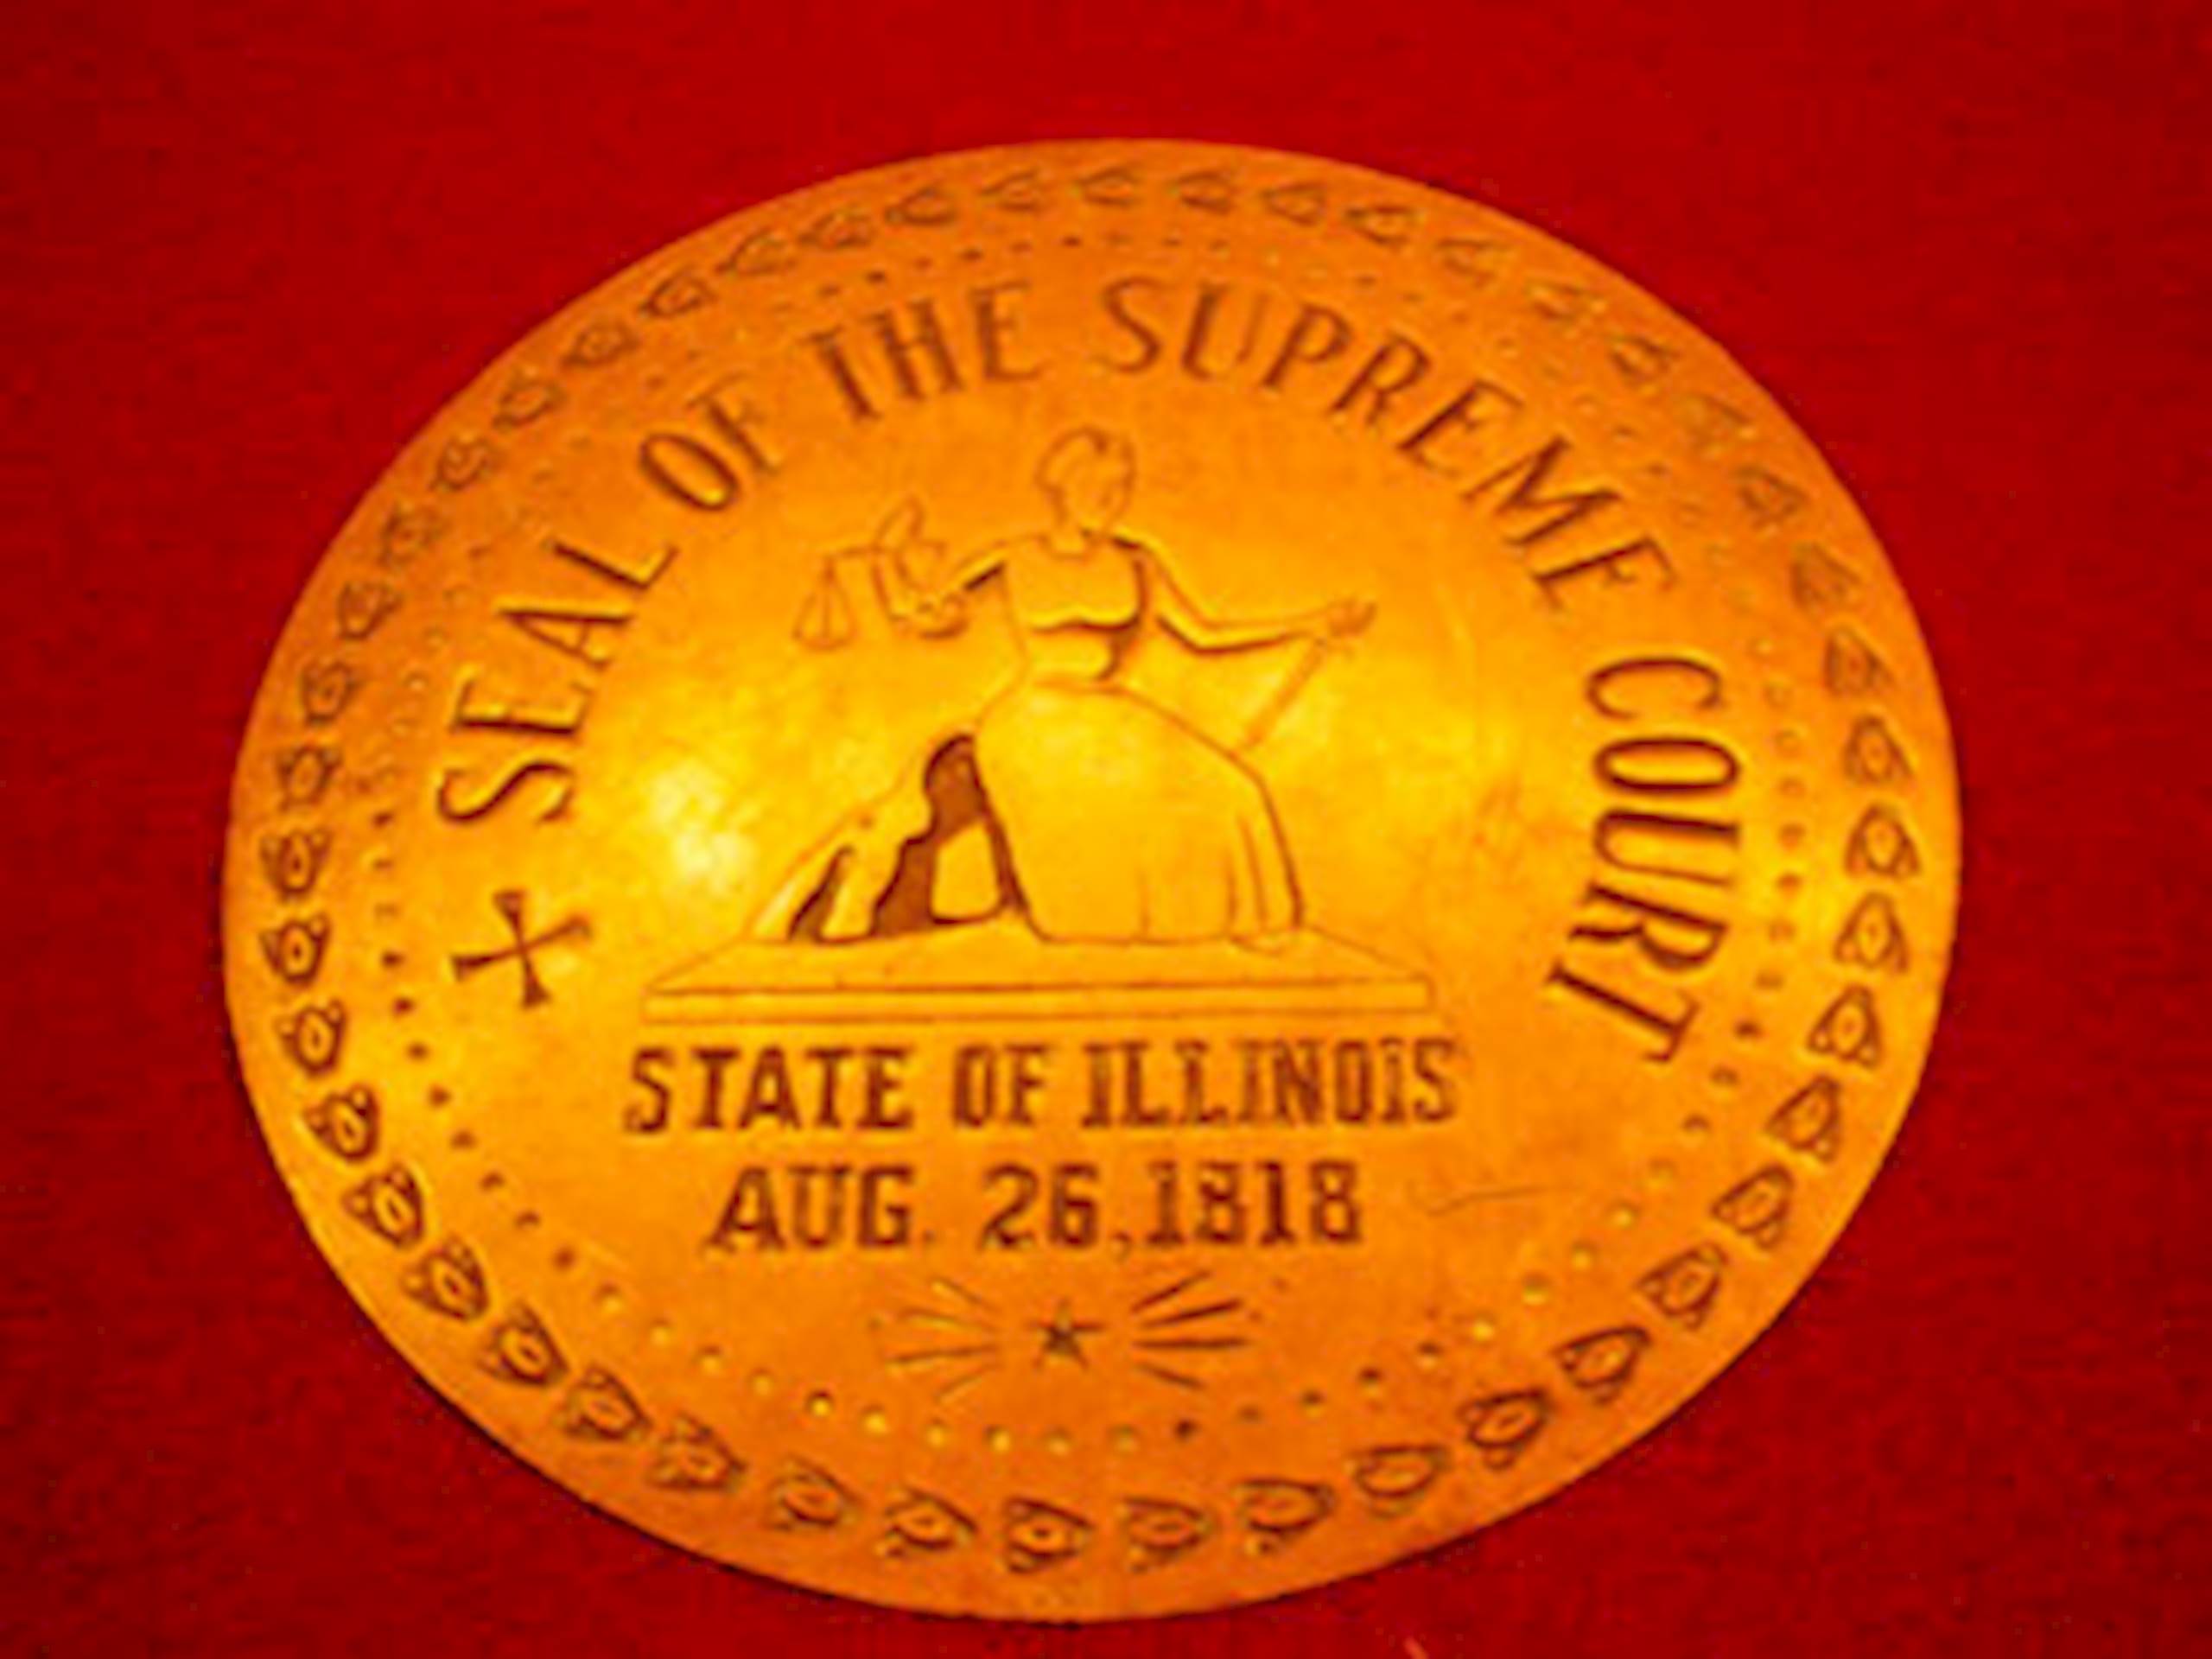 SEAL OF THE SUPREME COURT
STATE OF ILLINOIS
AUG. 26, 1818